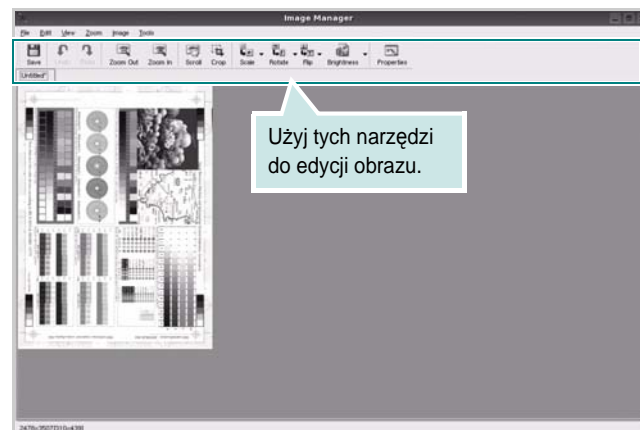 Image Manager
File Edit View Zoom Image Tools
Save Undo Redo Zoom Out Zoom In Scroll Crop Scale Rotate Flip Brightness Properties
Untitled*
Użyj tych narzędzi
do edycji obrazu.